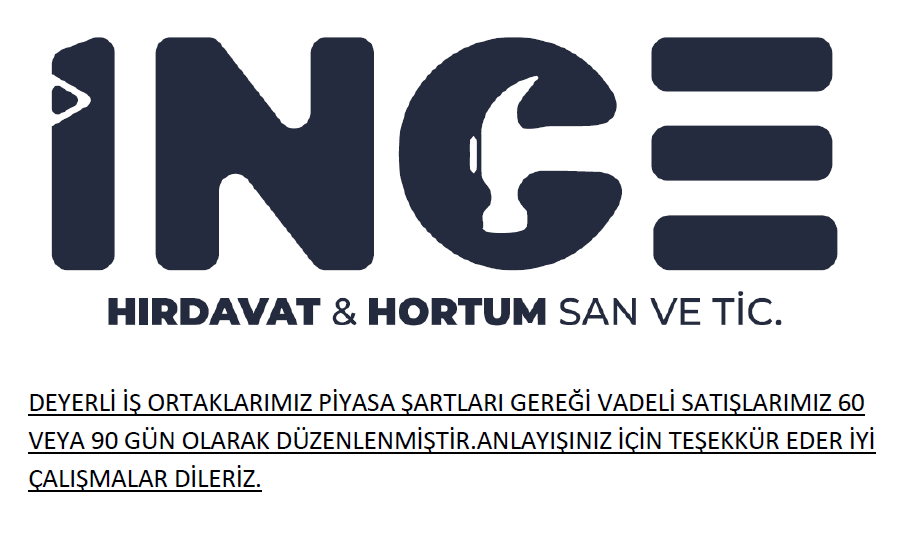 İNCE
HIRDAVAT & HORTUM SAN VE TİC.
DEYERLİ İŞ ORTAKLARIMIZ PİYASA ŞARTLARI GEREĞİ VADELİ SATIŞLARIMIZ 60
VEYA 90 GÜN OLARAK DÜZENLENMİŞTİR.ANLAYIŞINIZ İÇİN TEŞEKKÜR EDER İYİ
ÇALIŞMALAR DİLERİZ.